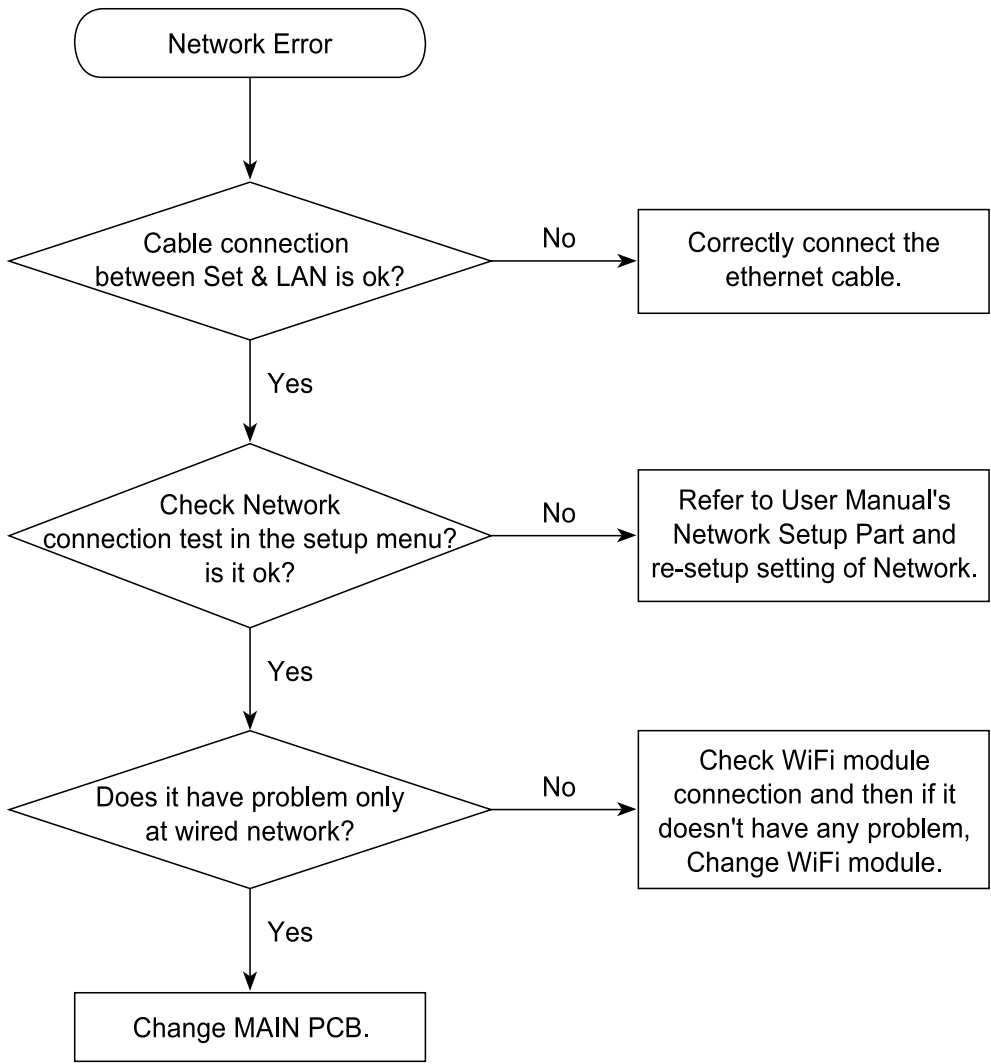 Network Error
Cable connection
between Set & LAN is ok?
No
Correctly connect the
ethernet cable.
Yes
Check Network
connection test in the setup menu?
is it ok?
No
Refer to User Manual's
Network Setup Part and
re-setup setting of Network.
Yes
Does it have problem only
at wired network?
No
Check WiFi module
connection and then if it
doesn't have any problem,
Change WiFi module.
Yes
Change MAIN PCB.